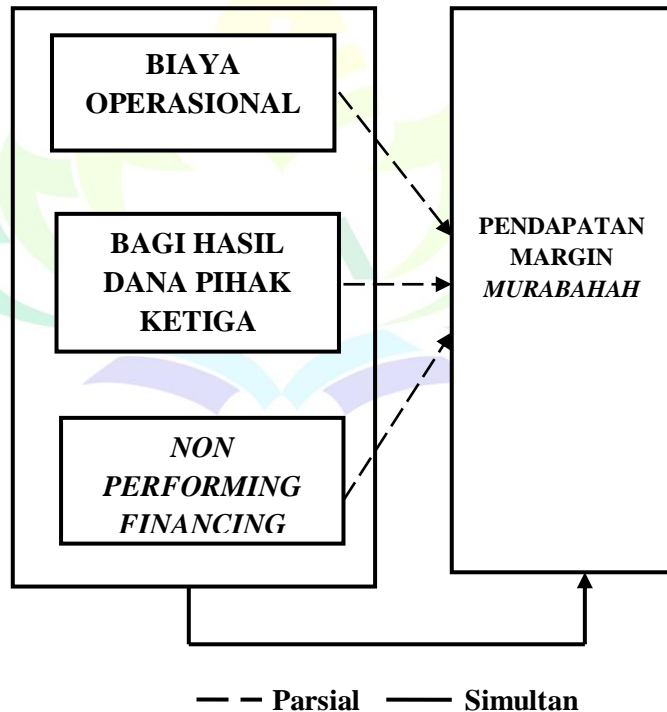 BIAYA
OPERASIONAL
BAGI HASIL
DANA PIHAK
KETIGA
NON
PERFORMING
FINANCING
PENDAPATAN
MARGIN
MURABAHAH
Parsial Simultan